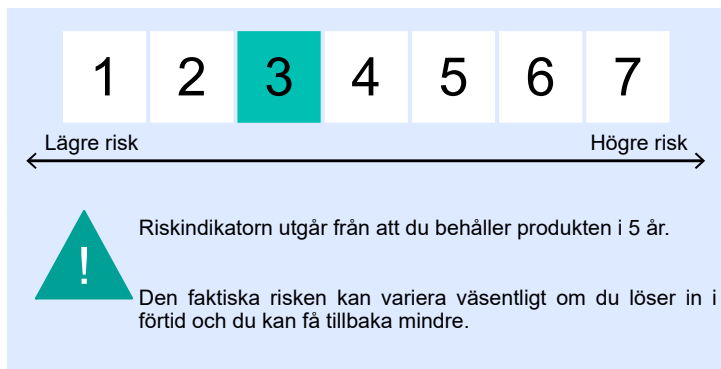 1 2 3 4 5 6 7
Lägre risk Högre risk
!
Riskindikatorn utgår från att du behåller produkten i 5 år.
Den faktiska risken kan variera väsentligt om du löser in i
förtid och du kan få tillbaka mindre.